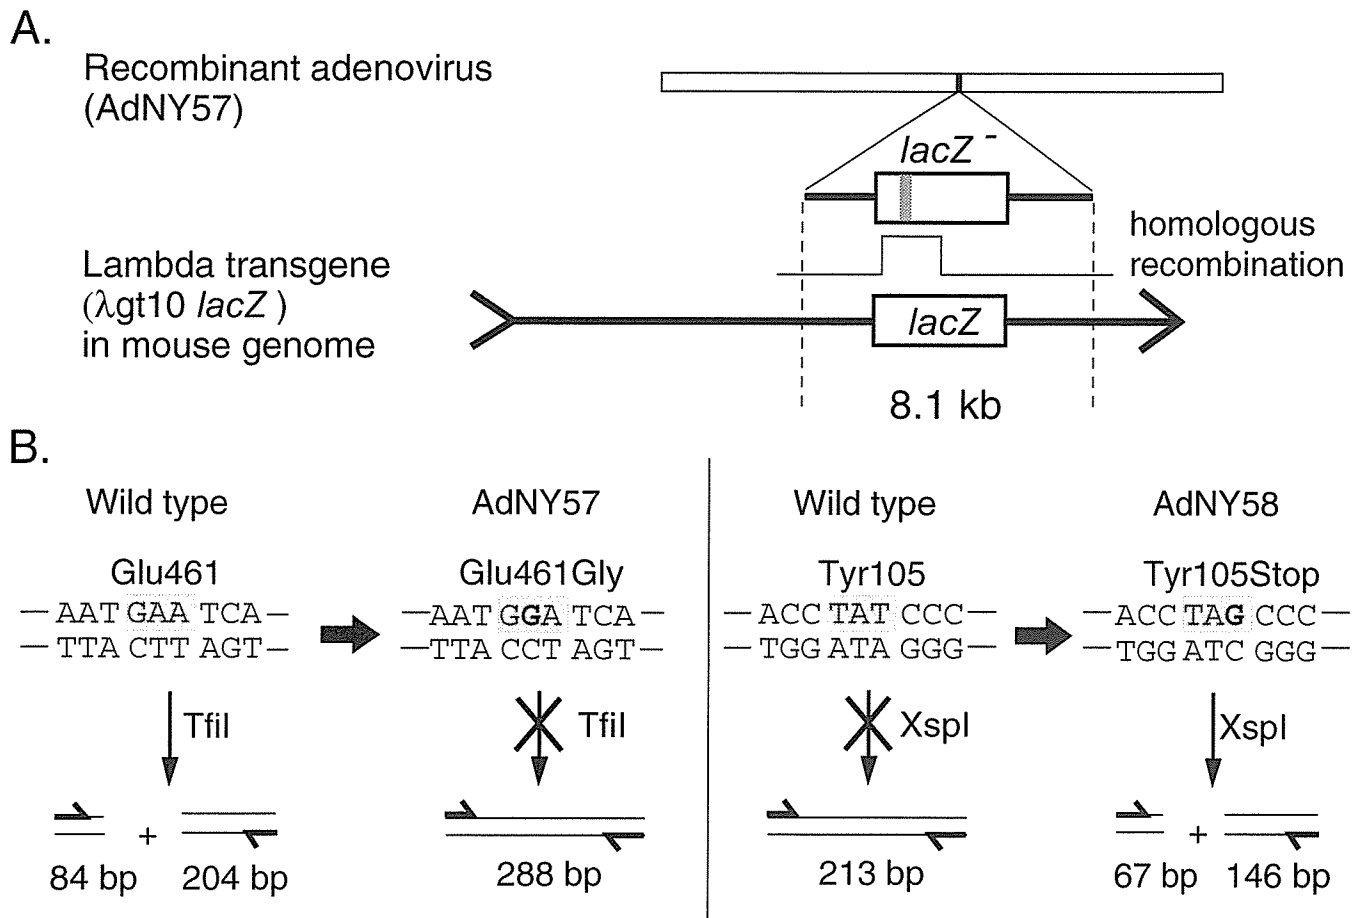 A.
Recombinant adenovirus
(AdNY57)
lacZ -
homologous
recombination
Lambda transgene
(λgt10 lacZ )
in mouse genome
lacZ
8.1 kb
B.
Wild type
AdNY57
Wild type
AdNY58
Glu461
Glu461Gly
Tyr105
Tyr105Stop
AAT GAA TCA
TTA CTT AGT
AAT GGA TCA
TTA CCT AGT
ACC TAT CCC
TGG ATA GGG
ACC TAG CCC
TGG ATC GGG
TfiI
TfiI
XspI
XspI
+
+
84 bp
204 bp
288 bp
213 bp
67 bp
146 bp